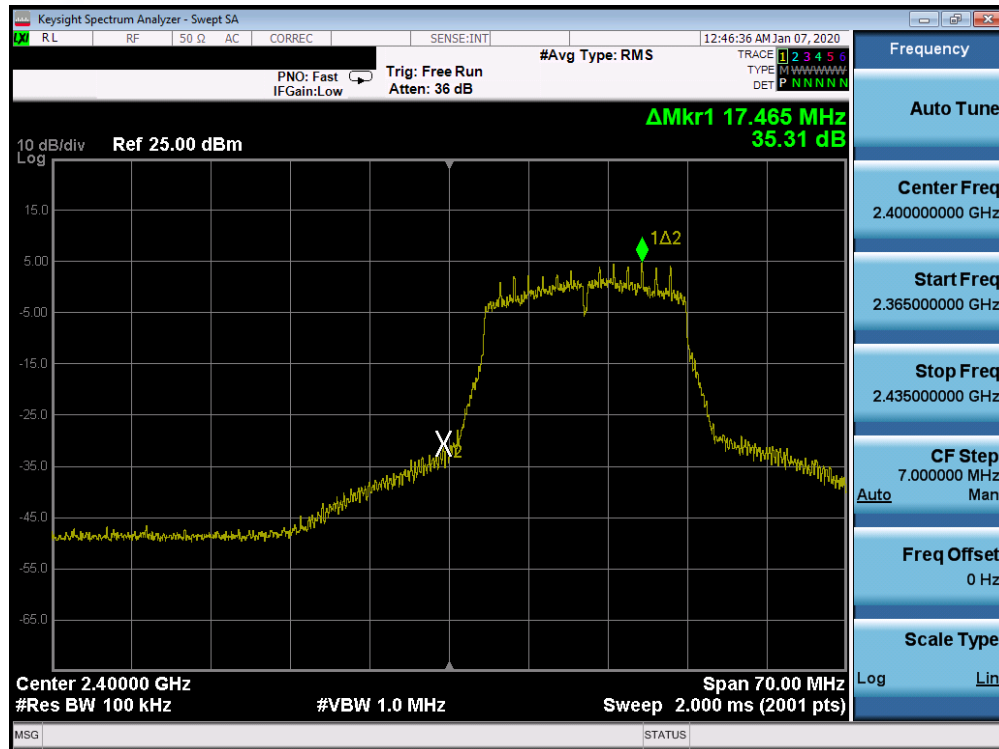 Keysight Spectrum Analyzer - Swept SA
LXI RL RF 50 Ω AC CORREC SENSE:INT 12:46:36 AM Jan 07, 2020
#Avg Type: RMS
TRACE 1 2 3 4 5 6
TYPE M WWWWW
DET P N N N N N
PNO: Fast
IFGain:Low
Trig: Free Run
Atten: 36 dB
ΔMkr1 17.465 MHz
35.31 dB
10 dB/div Ref 25.00 dBm
Log
15.0
5.00
-5.00
-15.0
-25.0
-35.0
-45.0
-55.0
-65.0
1Δ2
X2
Center 2.40000 GHz
Span 70.00 MHz
#Res BW 100 kHz
#VBW 1.0 MHz
Sweep 2.000 ms (2001 pts)
MSG
STATUS
Frequency
Auto Tune
Center Freq
2.400000000 GHz
Start Freq
2.365000000 GHz
Stop Freq
2.435000000 GHz
CF Step
7.000000 MHz
Auto Man
Freq Offset
0 Hz
Scale Type
Log Lin